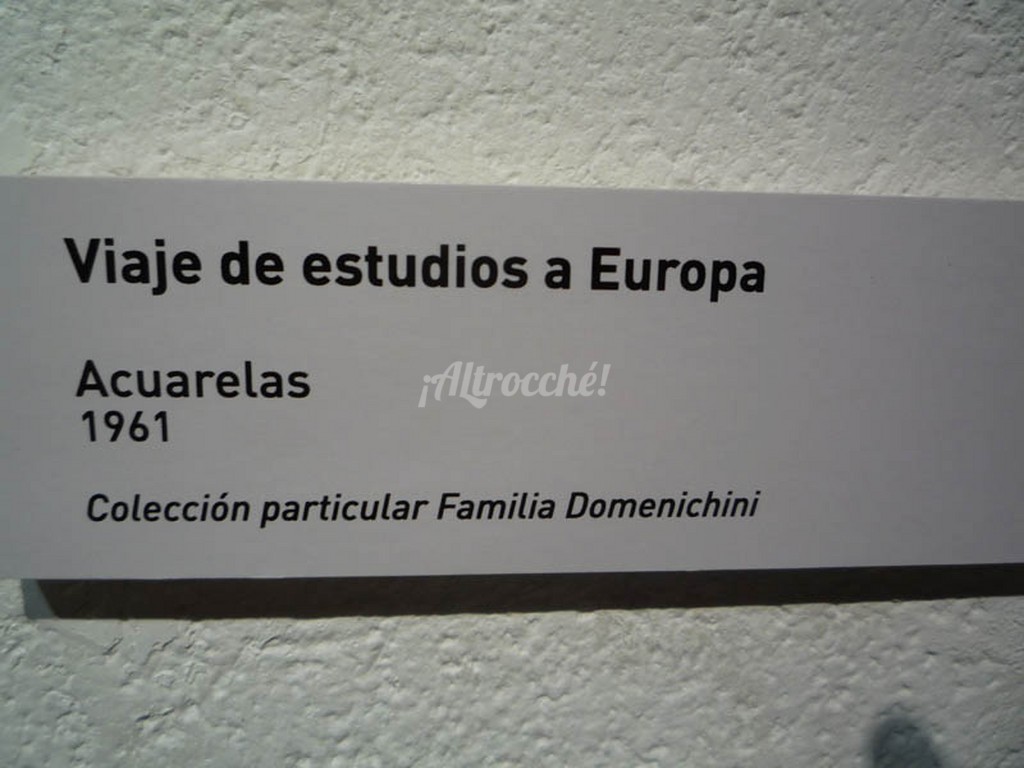 Viaje de estudios a Europa
Acuarelas
¡Altrocché!
1961
Colección particular Familia Domenichini